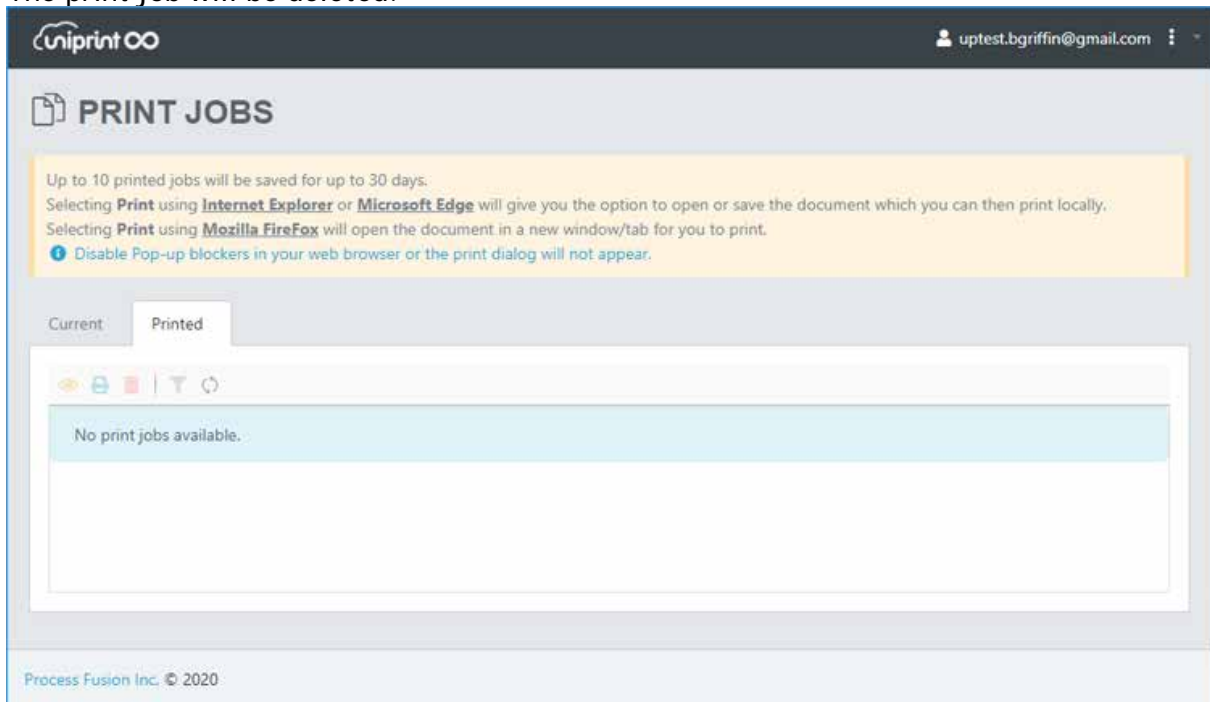 The print job will be deleted.
uniprint
uptest.bgriffin@gmail.com
PRINT JOBS
Up to 10 printed jobs will be saved for up to 30 days.
Selecting Print using Internet Explorer or Microsoft Edge will give you the option to open or save the document which you can then print locally.
Selecting Print using Mozilla FireFox will open the document in a new window/tab for you to print.
Disable Pop-up blockers in your web browser or the print dialog will not appear.
Current Printed
No print jobs available.
Process Fusion Inc. © 2020